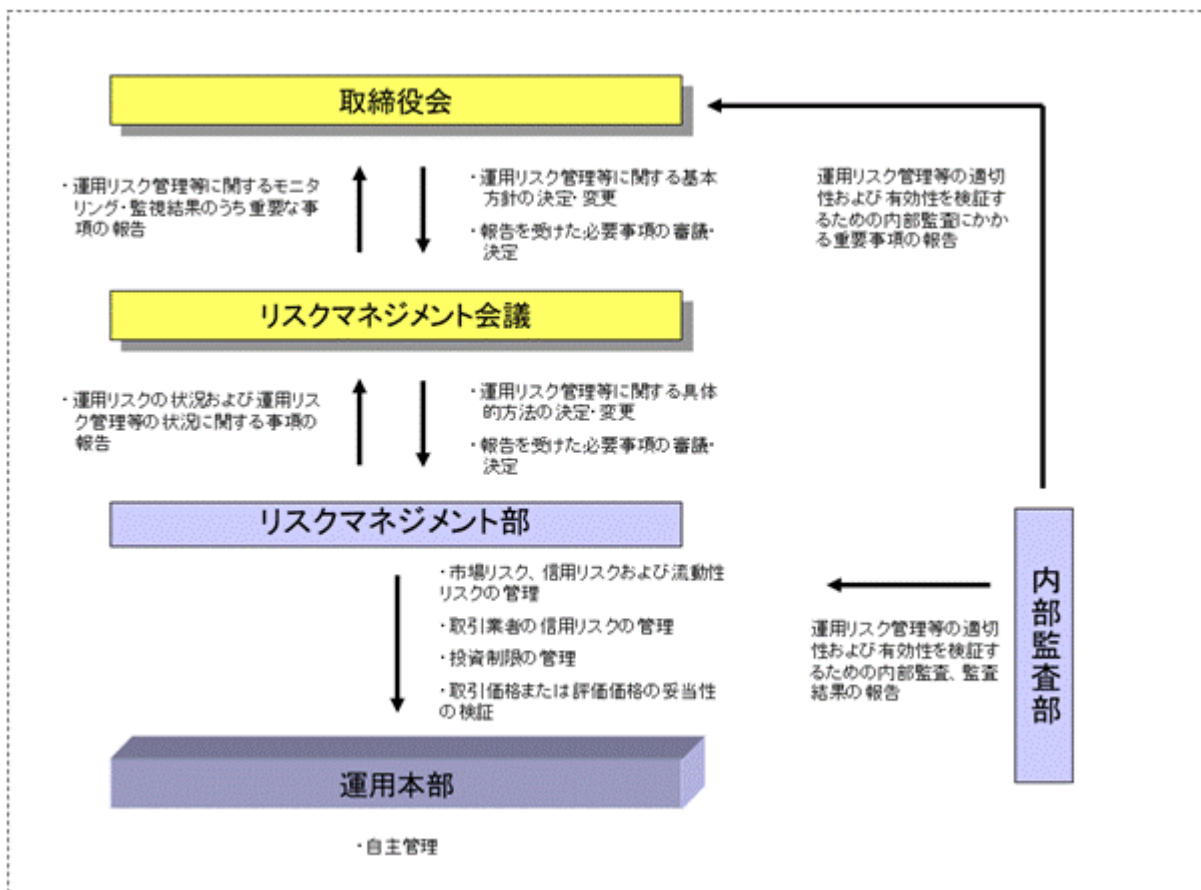 取締役会
・運用リスク管理等に関するモニタ
リング・監視結果のうち重要な事
項の報告
・運用リスク管理等に関する基本
方針の決定・変更
・報告を受けた必要事項の審議・
決定
運用リスク管理等の適切
性および有効性を検証す
るための内部監査にかか
る重要事項の報告
リスクマネジメント会議
・運用リスクの状況および運用リス
ク管理等の状況に関する事項の
報告
・運用リスク管理等に関する具体
的方法の決定・変更
・報告を受けた必要事項の審議・
決定
リスクマネジメント部
・市場リスク、信用リスクおよび流動性
リスクの管理
・取引業者の信用リスクの管理
・投資制限の管理
・取引価格または評価価格の妥当性
の検証
運用リスク管理等の適切
性および有効性を検証す
るための内部監査、監査
結果の報告
内部監査部
運用本部
・自主管理